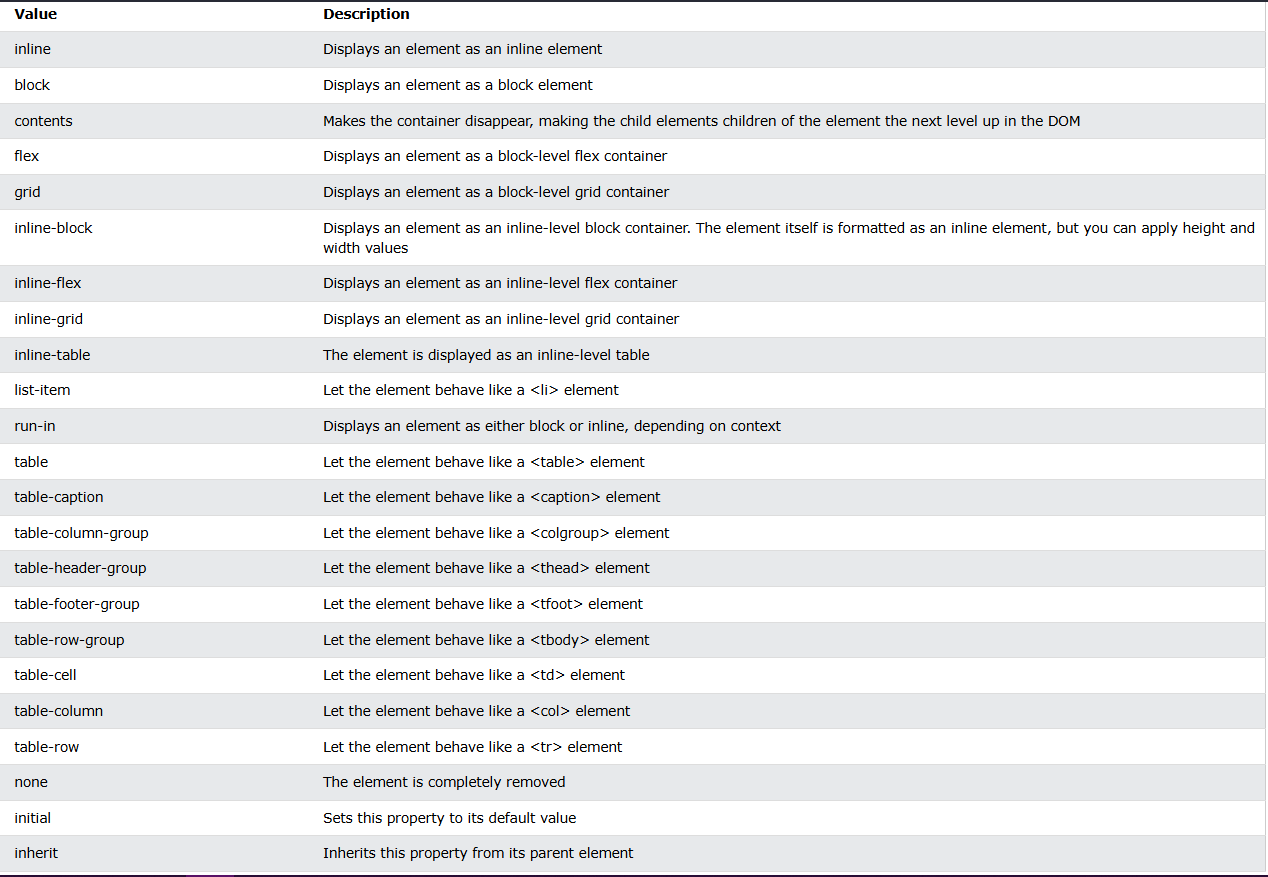 Value Description
inline Displays an element as an inline element
block Displays an element as a block element
contents Makes the container disappear, making the child elements children of the element the next level up in the DOM
flex Displays an element as a block-level flex container
grid Displays an element as a block-level grid container
inline-block Displays an element as an inline-level block container. The element itself is formatted as an inline element, but you can apply height and
width values
inline-flex Displays an element as an inline-level flex container
inline-grid Displays an element as an inline-level grid container
inline-table The element is displayed as an inline-level table
list-item Let the element behave like a <li> element
run-in Displays an element as either block or inline, depending on context
table Let the element behave like a <table> element
table-caption Let the element behave like a <caption> element
table-column-group Let the element behave like a <colgroup> element
table-header-group Let the element behave like a <thead> element
table-footer-group Let the element behave like a <tfoot> element
table-row-group Let the element behave like a <tbody> element
table-cell Let the element behave like a <td> element
table-column Let the element behave like a <col> element
table-row Let the element behave like a <tr> element
none The element is completely removed
initial Sets this property to its default value
inherit Inherits this property from its parent element